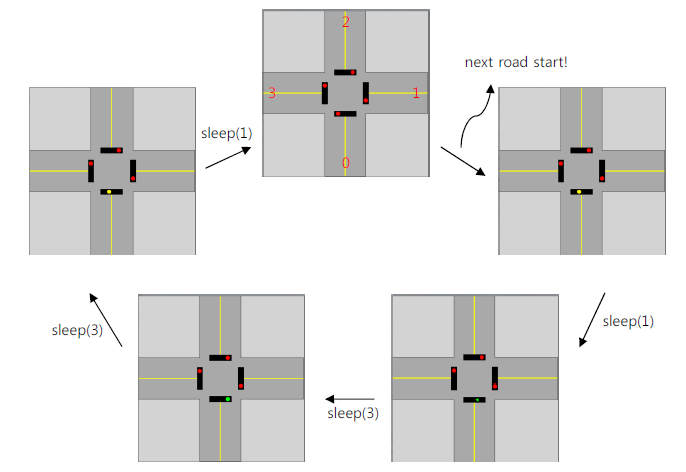 2
next road start!
3
1
sleep(1)
0
sleep(1)
sleep(3)
sleep(3)